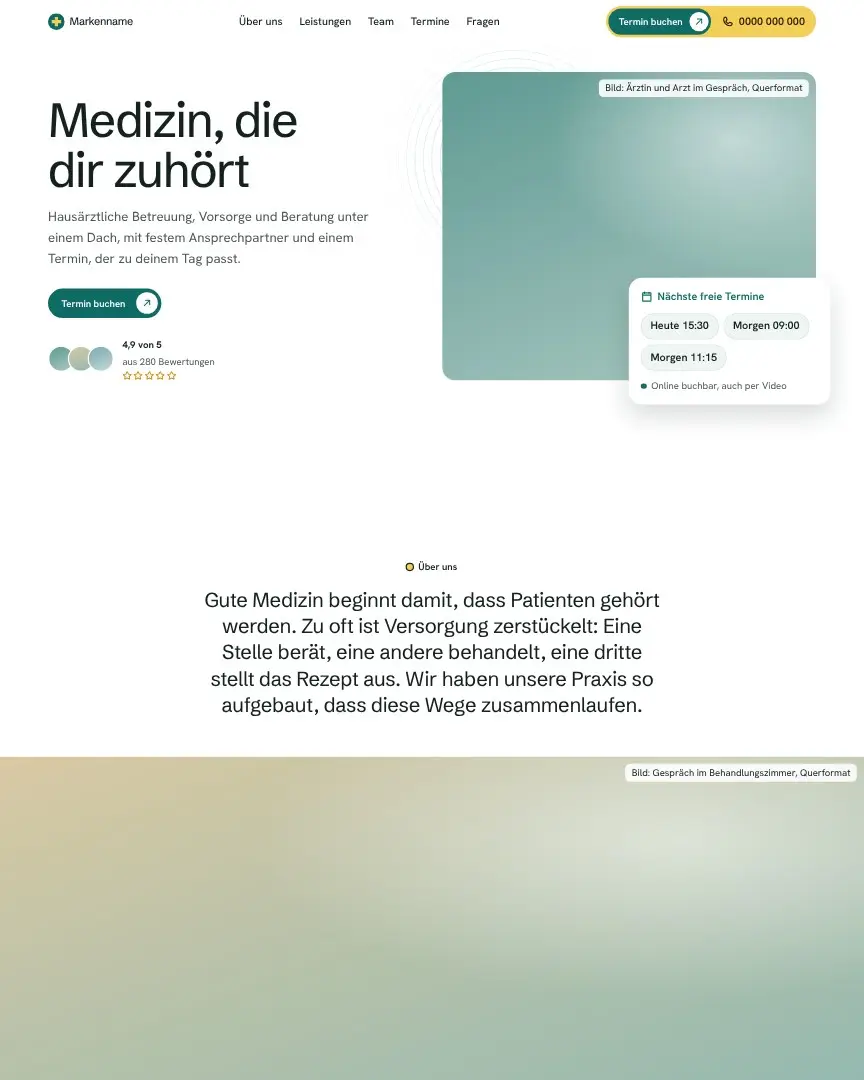 Markenname
Über uns
Leistungen
Team
Termine
Fragen
Termin buchen
0000 000 000
Bild: Ärztin und Arzt im Gespräch, Querformat
Medizin, die
dir zuhört
Hausärztliche Betreuung, Vorsorge und Beratung unter
einem Dach, mit festem Ansprechpartner und einem
Termin, der zu deinem Tag passt.
Termin buchen
4,9 von 5
aus 280 Bewertungen
Nächste freie Termine
Heute 15:30
Morgen 09:00
Morgen 11:15
Online buchbar, auch per Video
Über uns
Gute Medizin beginnt damit, dass Patienten gehört
werden. Zu oft ist Versorgung zerstückelt: Eine
Stelle berät, eine andere behandelt, eine dritte
stellt das Rezept aus. Wir haben unsere Praxis so
aufgebaut, dass diese Wege zusammenlaufen.
Bild: Gespräch im Behandlungszimmer, Querformat